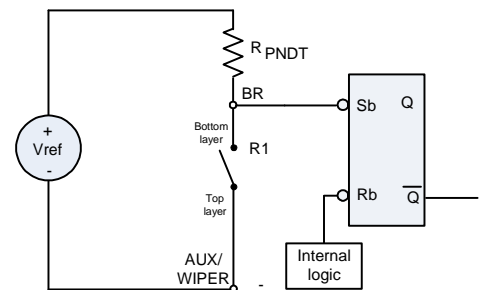 R PNDT
BR
Sb
Q
+
Vref
-
Bottom
layer
R1
Top
layer
Rb
Q
AUX/
WIPER
-
Internal
logic